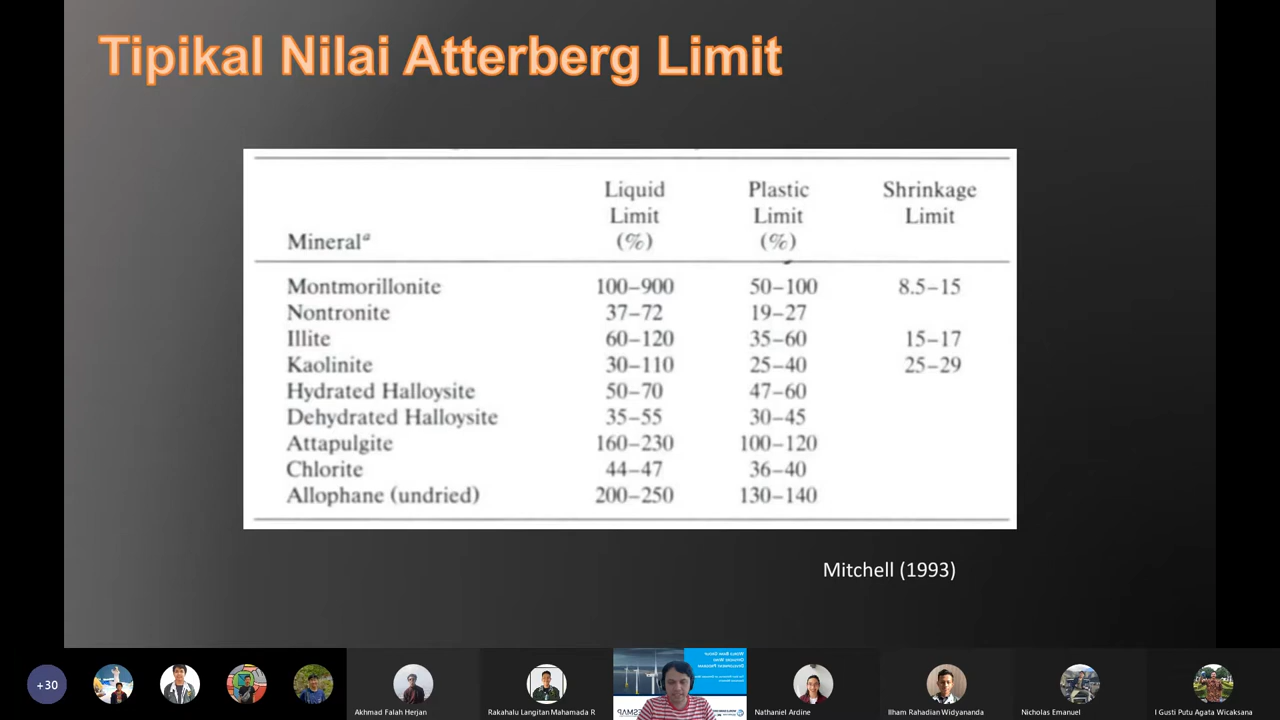 Tipikal Nilai Atterberg Limit
Mineralᵃ Liquid Limit (%) Plastic Limit (%) Shrinkage Limit
Montmorillonite 100–900 50–100 8.5–15
Nontronite 37–72 19–27
Illite 60–120 35–60 15–17
Kaolinite 30–110 25–40 25–29
Hydrated Halloysite 50–70 47–60
Dehydrated Halloysite 35–55 30–45
Attapulgite 160–230 100–120
Chlorite 44–47 36–40
Allophane (undried) 200–250 130–140
Mitchell (1993)
+30
Akhmad Falah Herjan
Rakahalu Langitan Mahamada R
Nathaniel Ardine
Ilham Rahadian Widyananda
Nicholas Emanuel
I Gusti Putu Agata Wicaksana